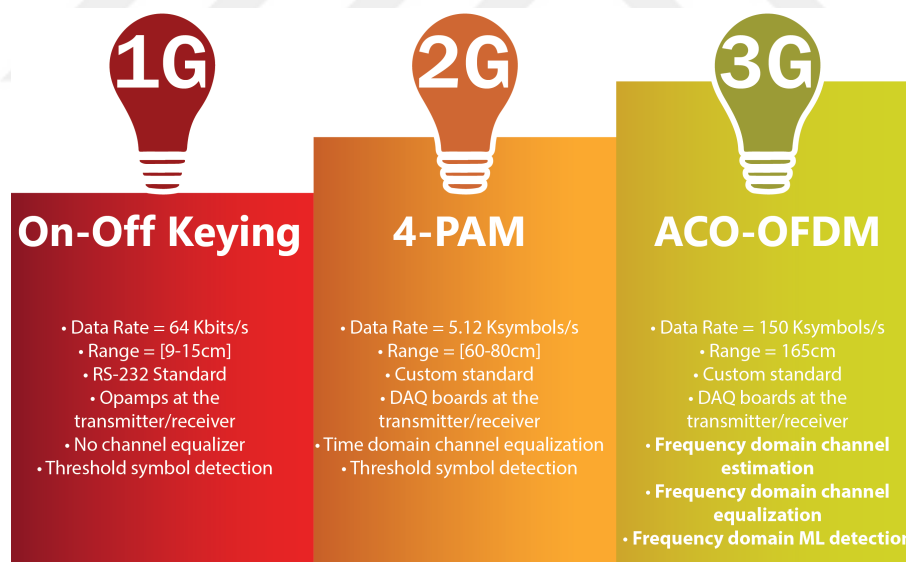 1G
On-Off Keying
• Data Rate = 64 Kbits/s
• Range = [9-15cm]
• RS-232 Standard
• Opamps at the
transmitter/receiver
• No channel equalizer
• Threshold symbol detection
2G
4-PAM
• Data Rate = 5.12 Ksymbols/s
• Range = [60-80cm]
• Custom standard
• DAQ boards at the
transmitter/receiver
• Time domain channel equalization
• Threshold symbol detection
3G
ACO-OFDM
• Data Rate = 150 Ksymbols/s
• Range = 165cm
• Custom standard
• DAQ boards at the
transmitter/receiver
• Frequency domain channel
estimation
• Frequency domain channel
equalization
• Frequency domain ML detection